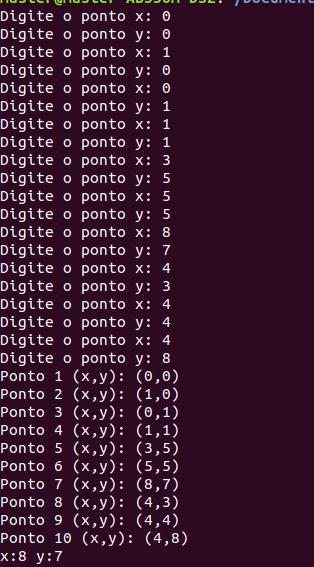 Digite o ponto x: 0
Digite o ponto y: 0
Digite o ponto x: 1
Digite o ponto y: 0
Digite o ponto x: 0
Digite o ponto y: 1
Digite o ponto x: 1
Digite o ponto y: 1
Digite o ponto x: 3
Digite o ponto y: 5
Digite o ponto x: 5
Digite o ponto y: 5
Digite o ponto x: 8
Digite o ponto y: 7
Digite o ponto x: 4
Digite o ponto y: 3
Digite o ponto x: 4
Digite o ponto y: 4
Digite o ponto x: 4
Digite o ponto y: 8
Ponto 1 (x,y): (0,0)
Ponto 2 (x,y): (1,0)
Ponto 3 (x,y): (0,1)
Ponto 4 (x,y): (1,1)
Ponto 5 (x,y): (3,5)
Ponto 6 (x,y): (5,5)
Ponto 7 (x,y): (8,7)
Ponto 8 (x,y): (4,3)
Ponto 9 (x,y): (4,4)
Ponto 10 (x,y): (4,8)
x:8 y:7